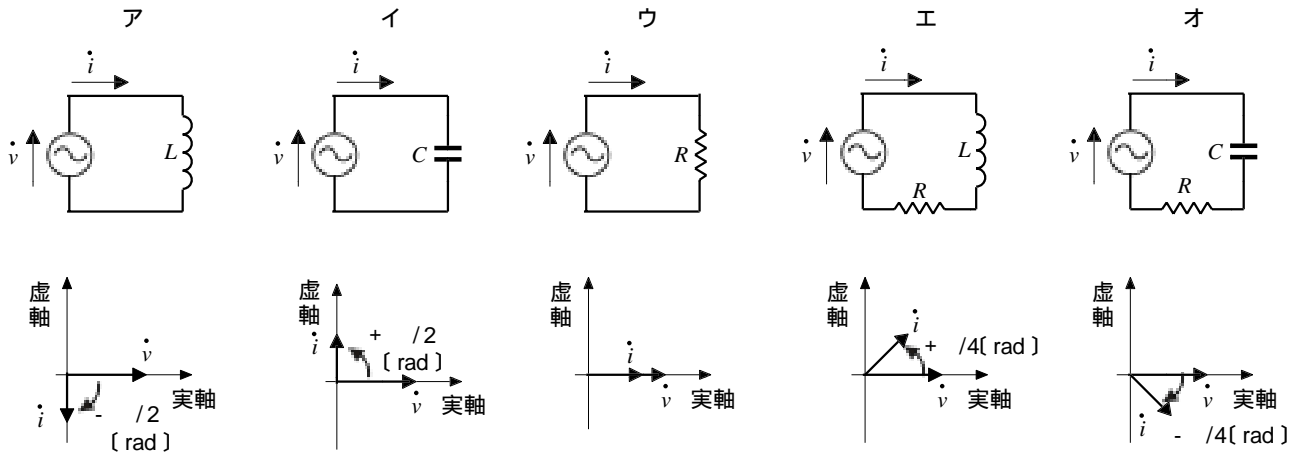 ア イ ウ エ オ
i i i i i
v L
v C
v R
v L R
v C R
虚軸 v 実軸 i - /2 [ rad ]
虚軸 i + /2 [ rad ] v 実軸
虚軸 i v 実軸
虚軸 i + /4[ rad ] v 実軸
虚軸 v 実軸 i - /4[ rad ]